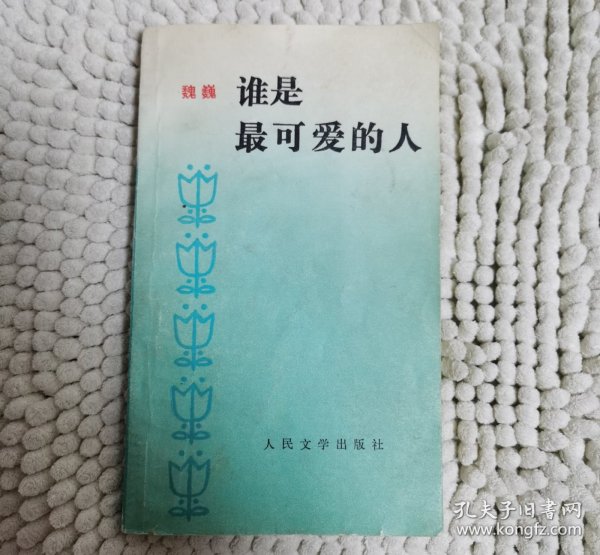 魏巍
谁是
最可爱的人
人民文学出版社
孔夫子旧书网
www.kongfz.com